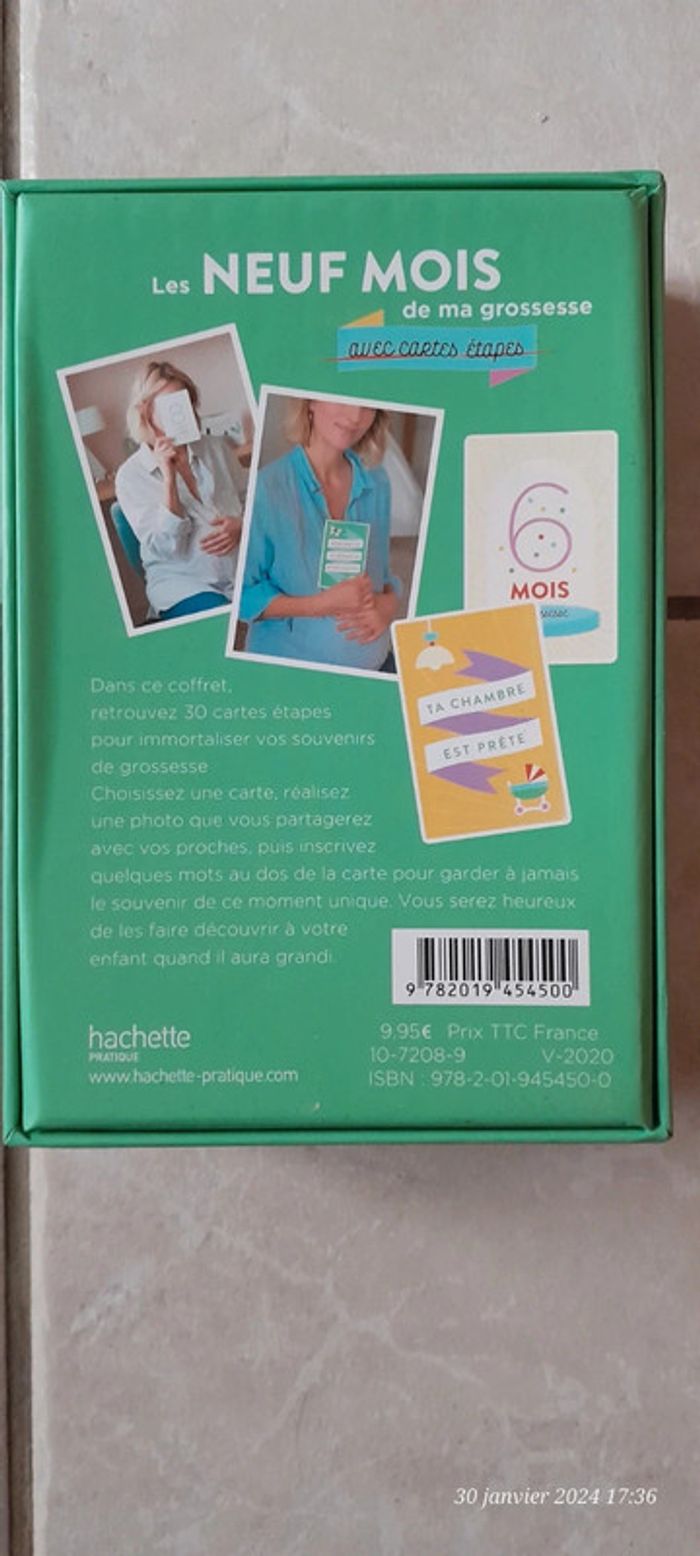 Les NEUF MOIS
de ma grossesse
avec cartes étapes
6
MOIS
TA CHAMBRE
EST PRÊTE
Dans ce coffret,
retrouvez 30 cartes étapes
pour immortaliser vos souvenirs
de grossesse
Choisissez une carte, réalisez
une photo que vous partagerez
avec vos proches, puis inscrivez
quelques mots au dos de la carte pour garder à jamais
le souvenir de ce moment unique. Vous serez heureux
de les faire découvrir à votre
enfant quand il aura grandi.
9 782019 454500
hachette
PRATIQUE
www.hachette-pratique.com
9,95€ Prix TTC France
10-7208-9 V-2020
ISBN : 978-2-01-945450-0
30 janvier 2024 17:36